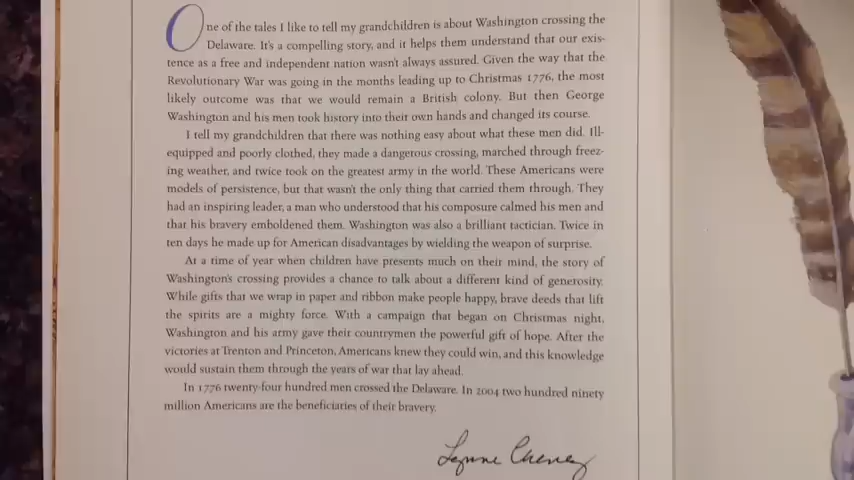 One of the tales I like to tell my grandchildren is about Washington crossing the
Delaware. It's a compelling story, and it helps them understand that our exis-
tence as a free and independent nation wasn't always assured. Given the way that the
Revolutionary War was going in the months leading up to Christmas 1776, the most
likely outcome was that we would remain a British colony. But then George
Washington and his men took history into their own hands and changed its course.
I tell my grandchildren that there was nothing easy about what these men did. Ill-
equipped and poorly clothed, they made a dangerous crossing, marched through freez-
ing weather, and twice took on the greatest army in the world. These Americans were
models of persistence, but that wasn't the only thing that carried them through. They
had an inspiring leader, a man who understood that his composure calmed his men and
that his bravery emboldened them. Washington was also a brilliant tactician. Twice in
ten days he made up for American disadvantages by wielding the weapon of surprise.
At a time of year when children have presents much on their mind, the story of
Washington's crossing provides a chance to talk about a different kind of generosity.
While gifts that we wrap in paper and ribbon make people happy, brave deeds that lift
the spirits are a mighty force. With a campaign that began on Christmas night,
Washington and his army gave their countrymen the powerful gift of hope. After the
victories at Trenton and Princeton, Americans knew they could win, and this knowledge
would sustain them through the years of war that lay ahead.
In 1776 twenty-four hundred men crossed the Delaware. In 2004 two hundred ninety
million Americans are the beneficiaries of their bravery.
Lynne Cheney